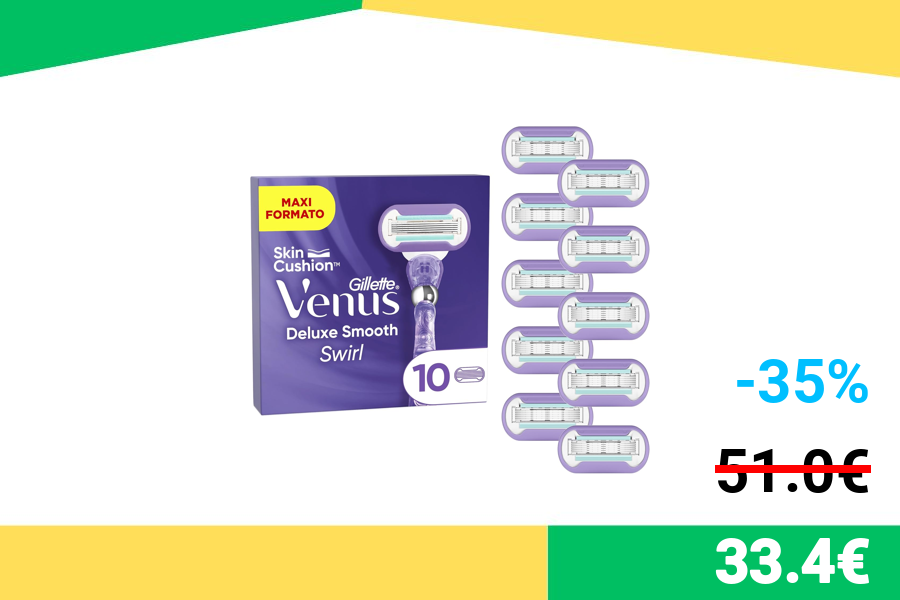 MAXI
FORMATO
Skin
Cushion™
Gillette®
Venus
Deluxe Smooth
Swirl
10
-35%
51.0€
33.4€